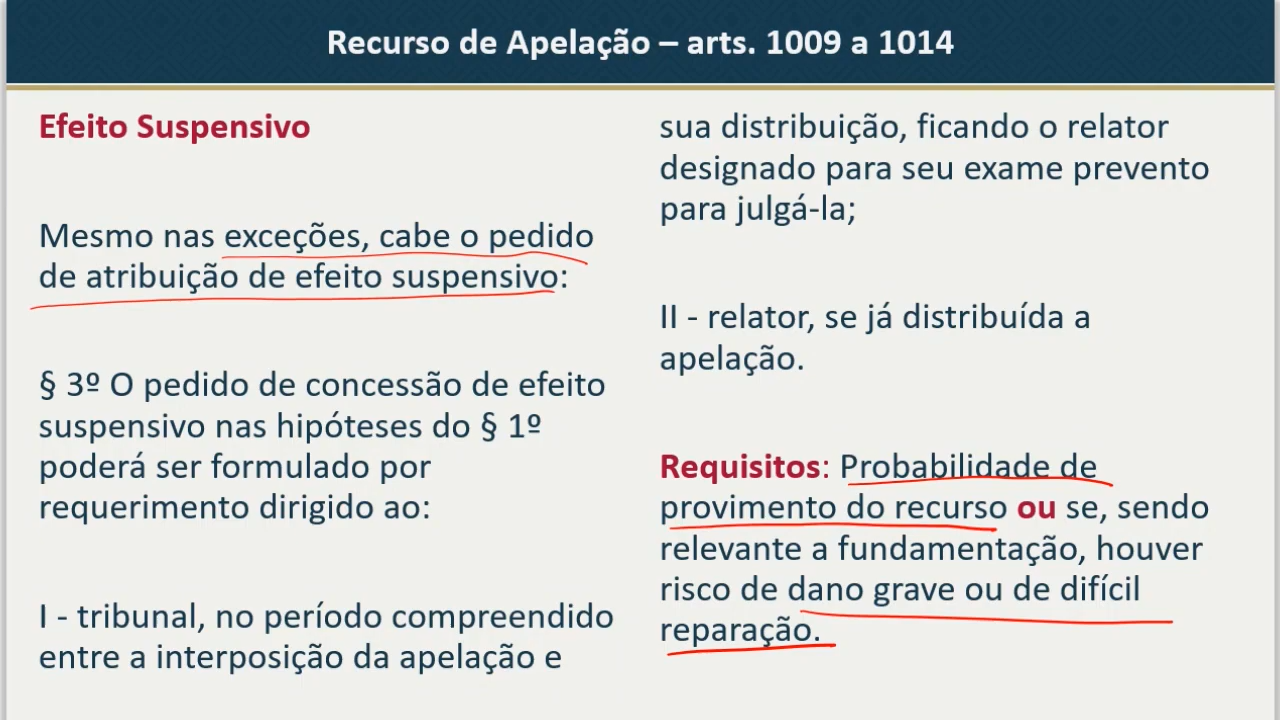 Recurso de Apelação – arts. 1009 a 1014
Efeito Suspensivo
Mesmo nas exceções, cabe o pedido
de atribuição de efeito suspensivo:
§ 3º O pedido de concessão de efeito
suspensivo nas hipóteses do § 1º
poderá ser formulado por
requerimento dirigido ao:
I - tribunal, no período compreendido
entre a interposição da apelação e
sua distribuição, ficando o relator
designado para seu exame prevento
para julgá-la;
II - relator, se já distribuída a
apelação.
Requisitos: Probabilidade de
provimento do recurso ou se, sendo
relevante a fundamentação, houver
risco de dano grave ou de difícil
reparação.